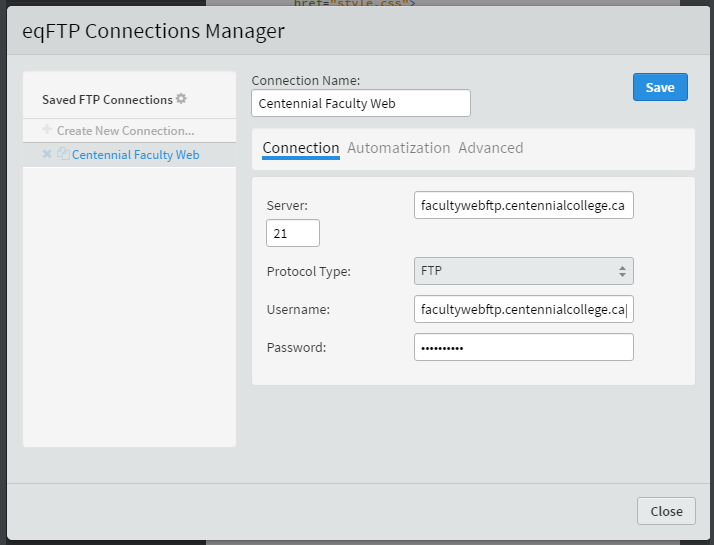 href="style.css">
eqFTP Connections Manager
Saved FTP Connections
Create New Connection...
Centennial Faculty Web
Connection Name:
Centennial Faculty Web
Save
Connection Automatization Advanced
Server: facultywebftp.centennialcollege.ca
21
Protocol Type: FTP
Username: facultywebftp.centennialcollege.ca
Password: ••••••••••
Close